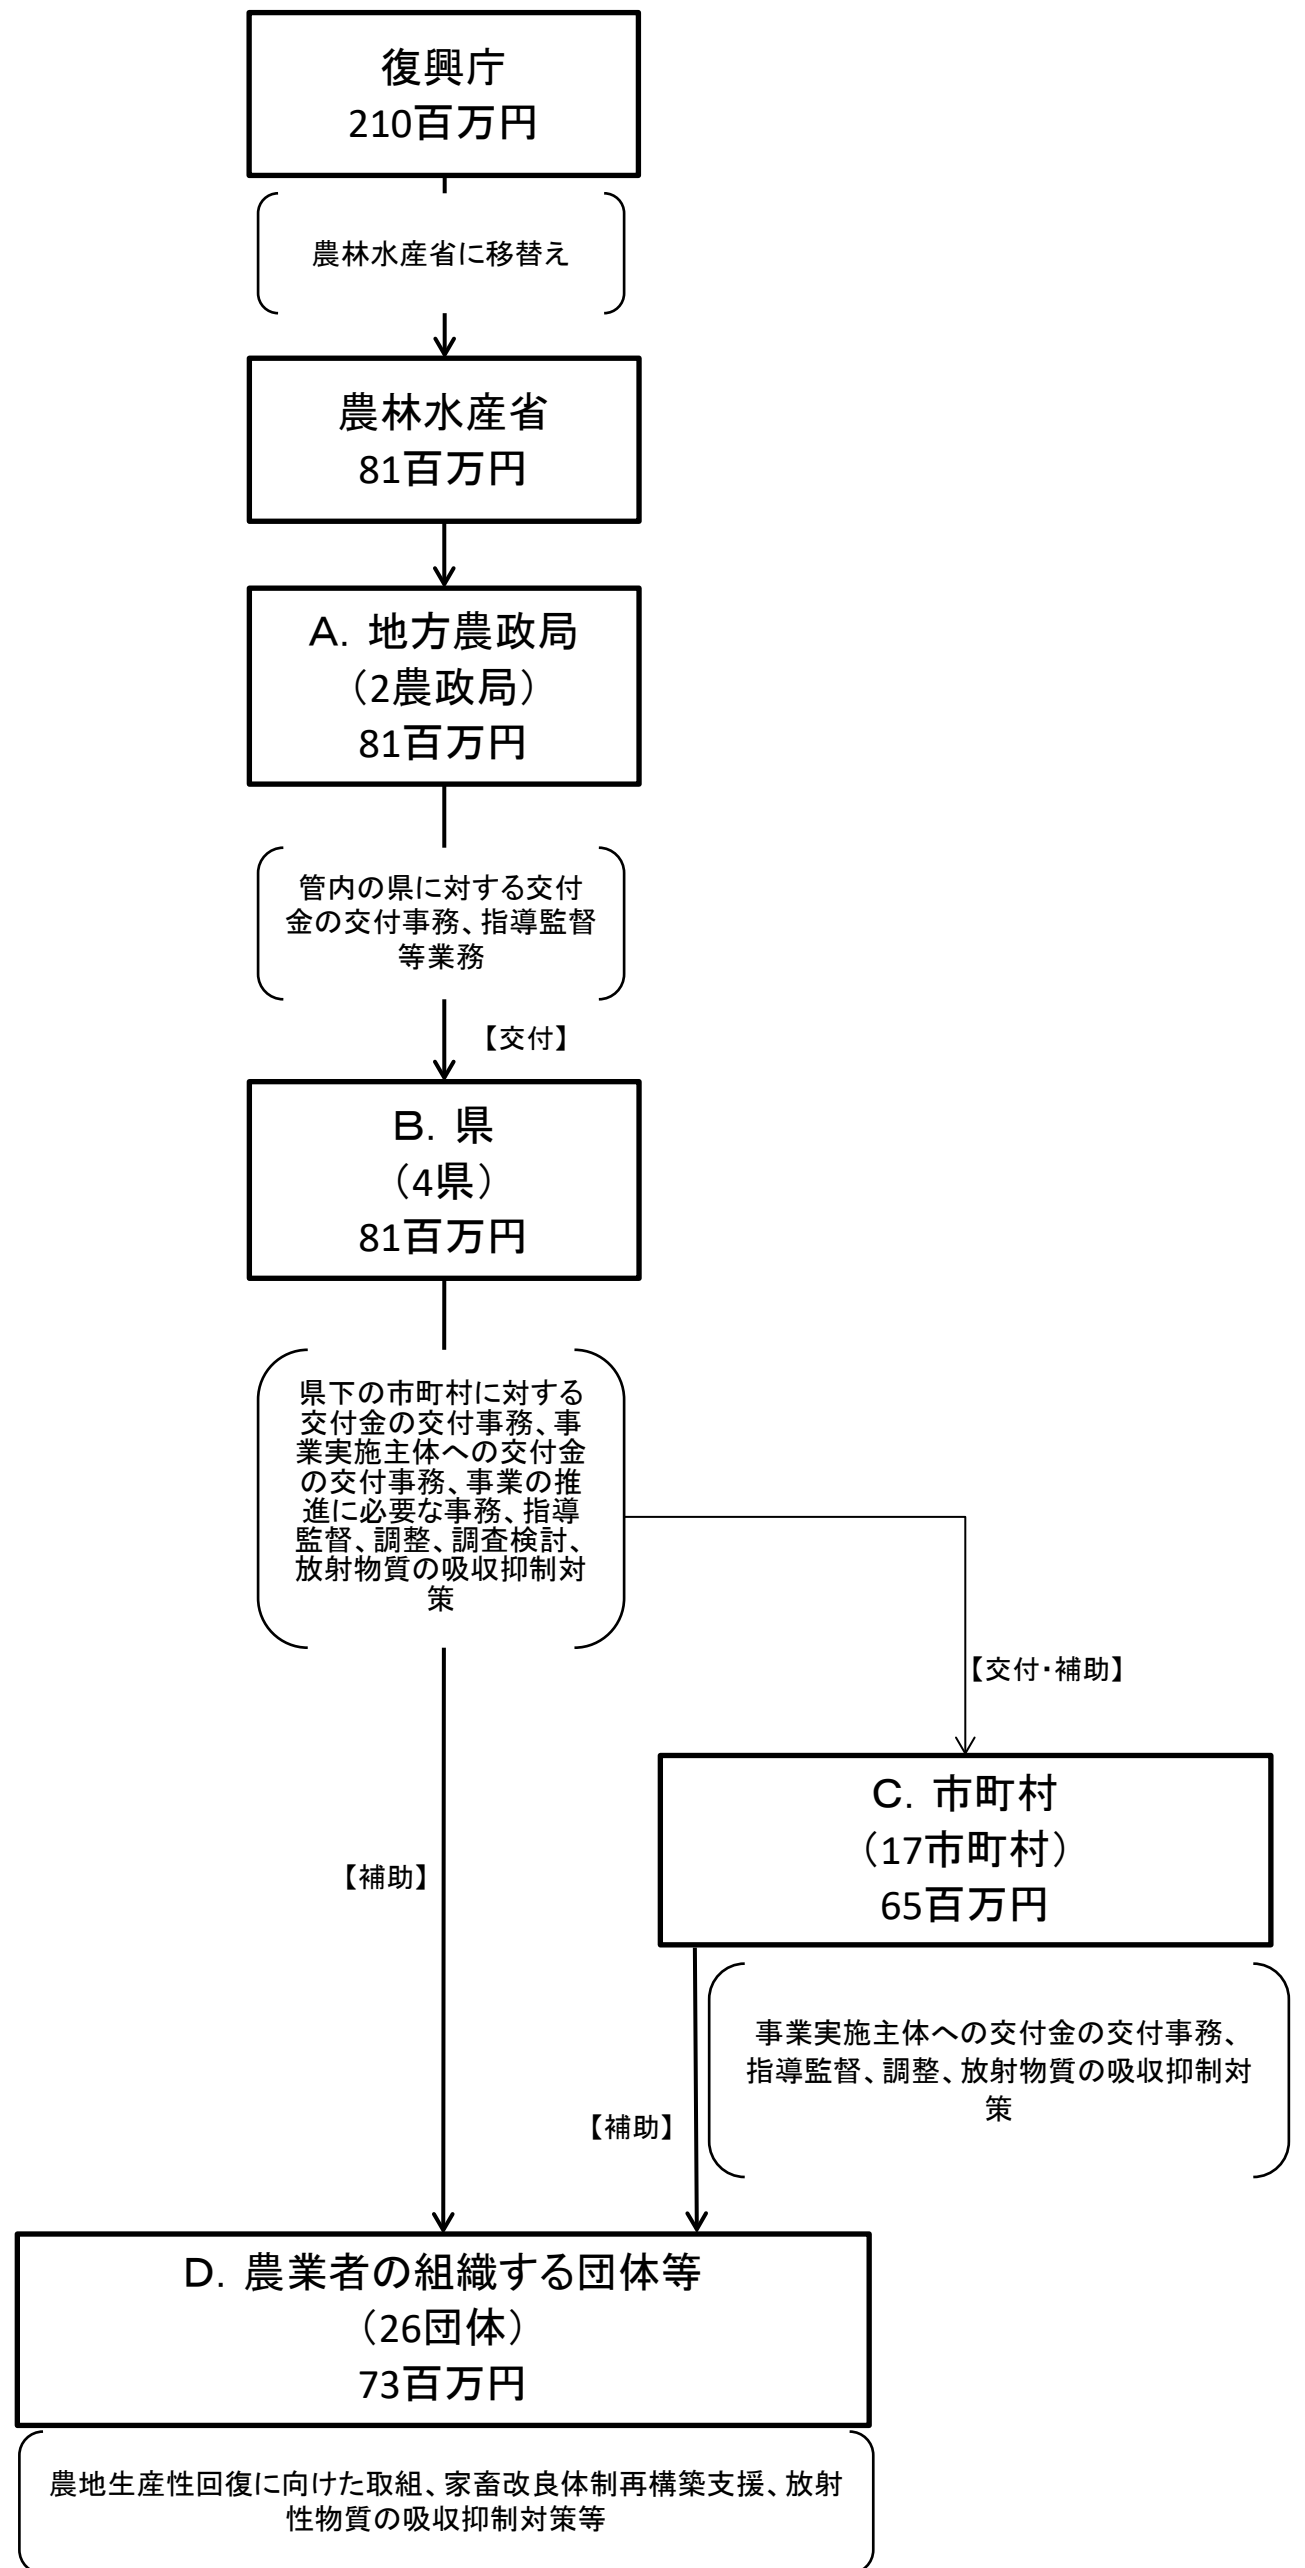 復興庁
210百万円
農林水産省に移替え
農林水産省
81百万円
A. 地方農政局
（2農政局）
81百万円
管内の県に対する交付
金の交付事務、指導監督
等業務
【交付】
B. 県
（4県）
81百万円
県下の市町村に対する
交付金の交付事務、事
業実施主体への交付金
の交付事務、事業の推
進に必要な事務、指導
監督、調整、調査検討、
放射物質の吸収抑制対
策
【交付・補助】
C. 市町村
（17市町村）
65百万円
【補助】
事業実施主体への交付金の交付事務、
指導監督、調整、放射物質の吸収抑制対
策
【補助】
D. 農業者の組織する団体等
（26団体）
73百万円
農地生産性回復に向けた取組、家畜改良体制再構築支援、放射
性物質の吸収抑制対策等